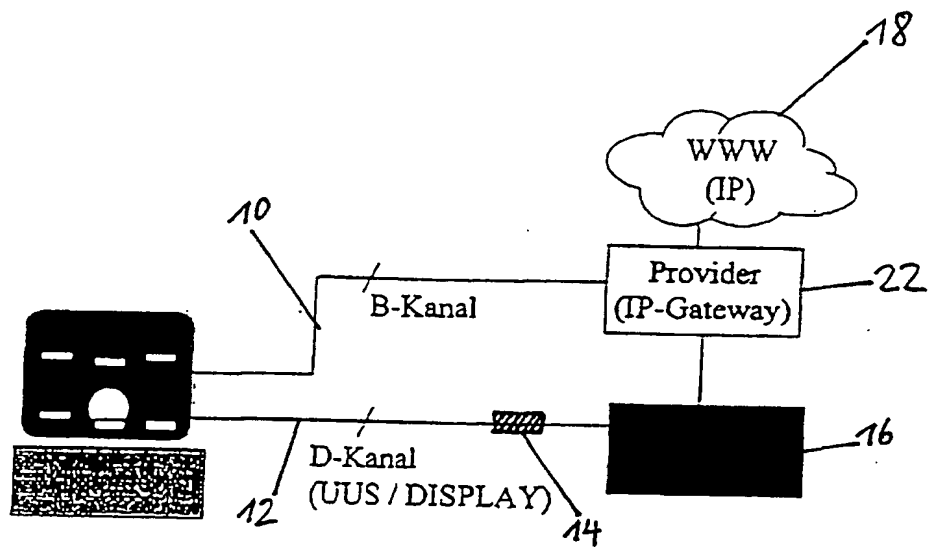 18
WWW
(IP)
10
Provider
(IP-Gateway)
22
B-Kanal
16
D-Kanal
(UUS / DISPLAY)
12
14